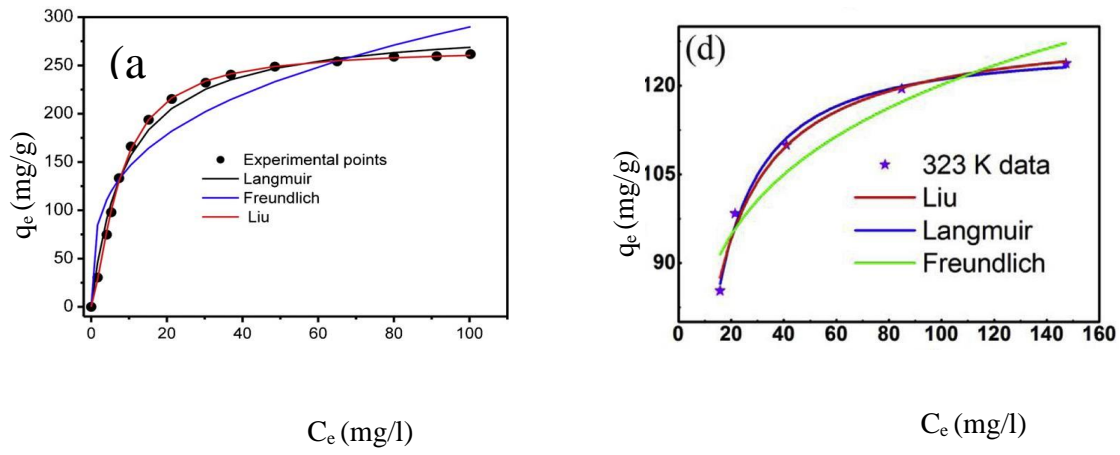 300
250
200
150
100
50
0
qe (mg/g)
(a
Experimental points
Langmuir
Freundlich
Liu
0 20 40 60 80 100
Ce (mg/l)
(d)
120
105
90
qe (mg/g)
323 K data
Liu
Langmuir
Freundlich
0 20 40 60 80 100 120 140 160
Ce (mg/l)